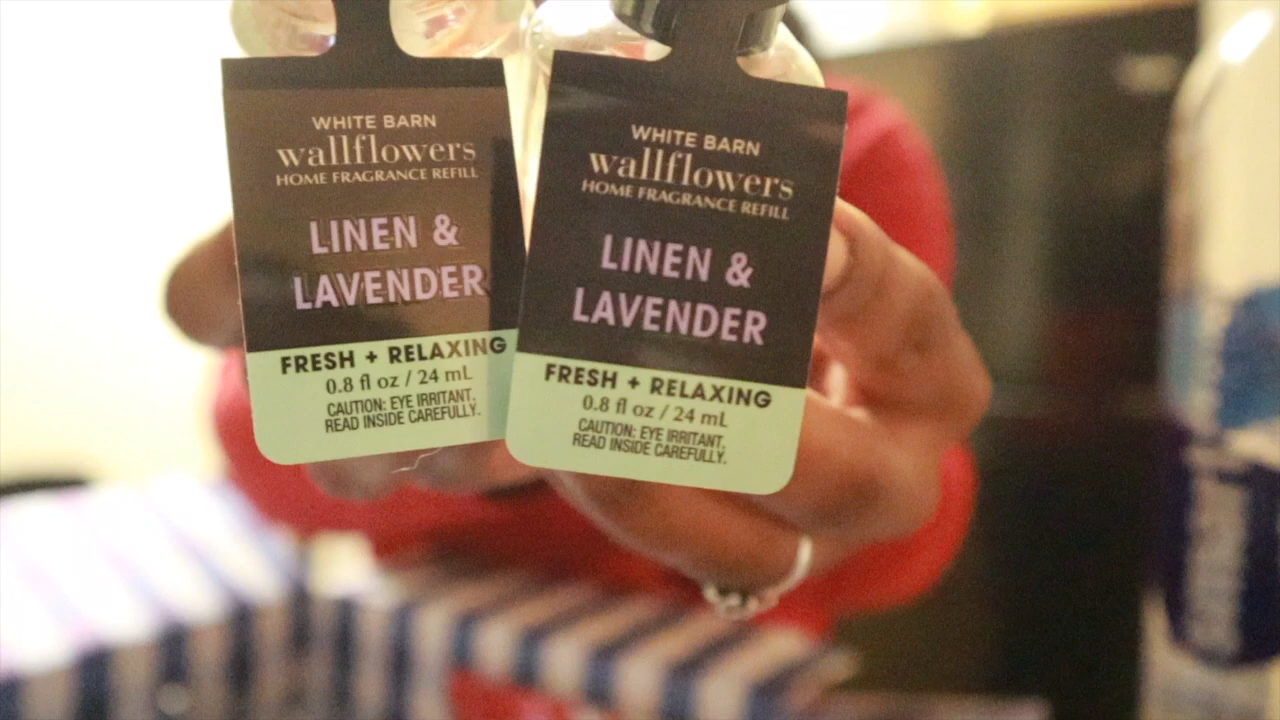 WHITE BARN
wallflowers
HOME FRAGRANCE REFILL
LINEN &
LAVENDER
FRESH + RELAXING
0.8 fl oz / 24 mL
CAUTION: EYE IRRITANT.
READ INSIDE CAREFULLY.
WHITE BARN
wallflowers
HOME FRAGRANCE REFILL
LINEN &
LAVENDER
FRESH + RELAXING
0.8 fl oz / 24 mL
CAUTION: EYE IRRITANT.
READ INSIDE CAREFULLY.